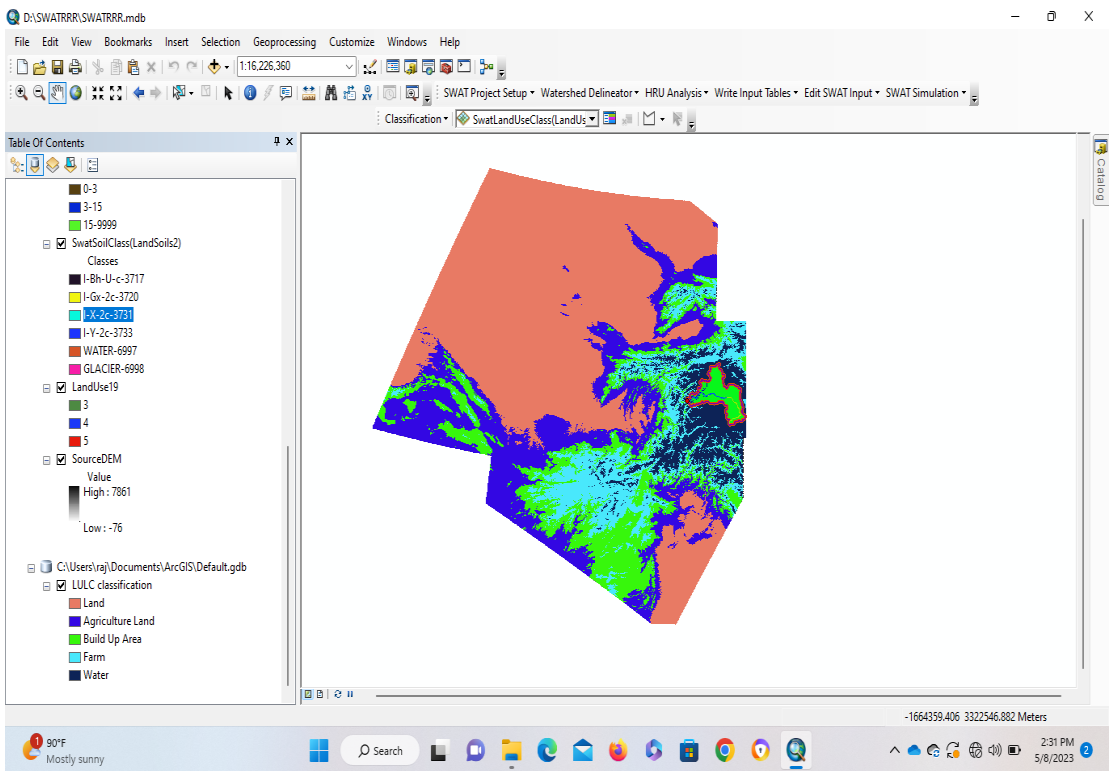 D:\SWATRRR\SWATRRR.mdb
File Edit View Bookmarks Insert Selection Geoprocessing Customize Windows Help
1:16,226,360
SWAT Project Setup Watershed Delineator HRU Analysis Write Input Tables Edit SWAT Input SWAT Simulation
Classification SwatLandUseClass(LandUs
Table Of Contents
Catalog
0-3
3-15
15-9999
SwatSoilClass(LandSoils2)
Classes
I-Bh-U-c-3717
I-Gx-2c-3720
I-X-2c-3731
I-Y-2c-3733
WATER-6997
GLACIER-6998
LandUse19
3
4
5
SourceDEM
Value
High : 7861
Low : -76
C:\Users\raj\Documents\ArcGIS\Default.gdb
LULC classification
Land
Agriculture Land
Build Up Area
Farm
Water
-1664359.406 3322546.882 Meters
1
90°F
Mostly sunny
Search
2:31 PM
5/8/2023
2